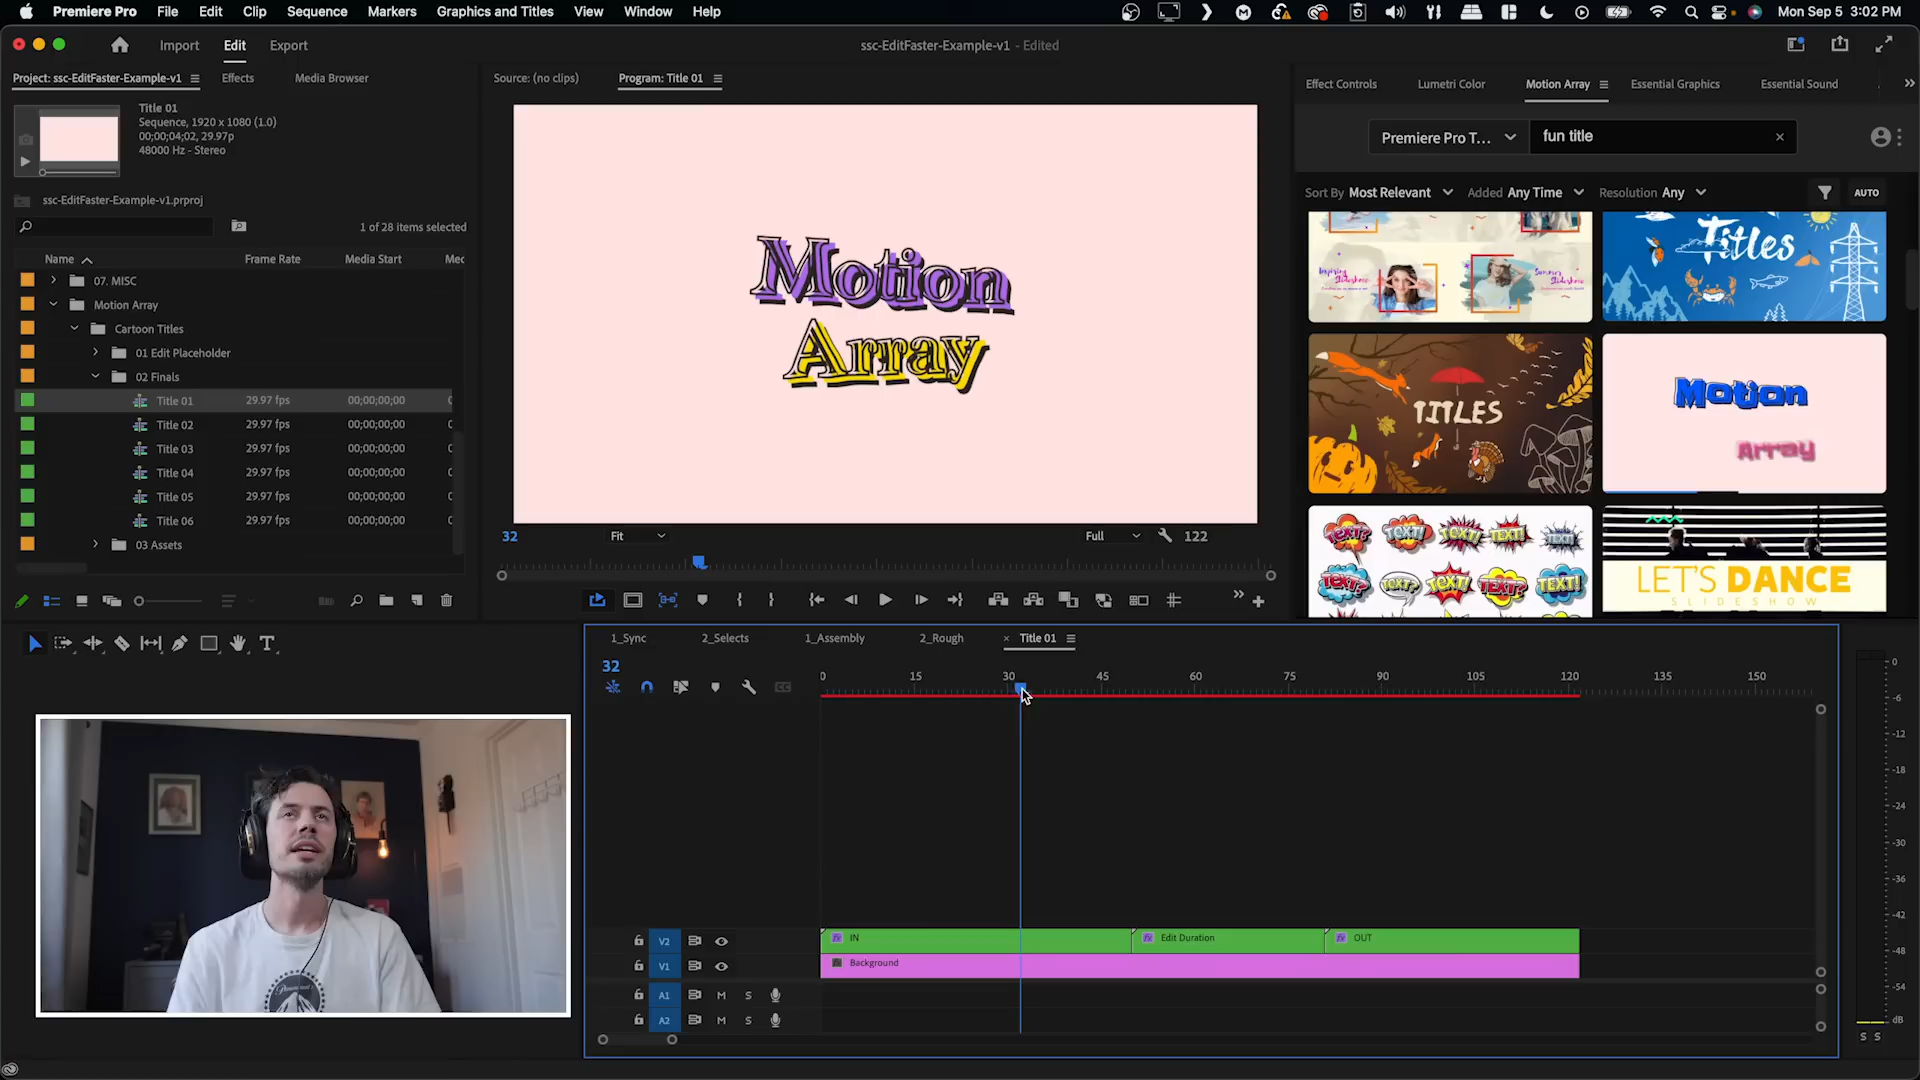 Premiere Pro File Edit Clip Sequence Markers Graphics and Titles View Window Help
Mon Sep 5 3:02 PM
Import Edit Export
ssc-EditFaster-Example-v1 - Edited
Project: ssc-EditFaster-Example-v1 Effects Media Browser
Title 01
Sequence, 1920 x 1080 (1.0)
00;00;04;02, 29.97p
48000 Hz - Stereo
ssc-EditFaster-Example-v1.prproj
1 of 28 items selected
Name Frame Rate Media Start Med
07. MISC
Motion Array
Cartoon Titles
01 Edit Placeholder
02 Finals
Title 01 29.97 fps 00;00;00;00
Title 02 29.97 fps 00;00;00;00
Title 03 29.97 fps 00;00;00;00
Title 04 29.97 fps 00;00;00;00
Title 05 29.97 fps 00;00;00;00
Title 06 29.97 fps 00;00;00;00
03 Assets
Source: (no clips) Program: Title 01
Motion
Array
32 Fit Full 122
Effect Controls Lumetri Color Motion Array Essential Graphics Essential Sound
Premiere Pro T... fun title
Sort By Most Relevant Added Any Time Resolution Any AUTO
Inspiring Slideshow
Summer Slideshow
Titles
TITLES
Motion
Array
TEXT? TEXT! TEXT! TEXT! TEXT!
TEXT! TEXT! TEXT! TEXT? TEXT!
LET'S DANCE
SLIDESHOW
1_Sync 2_Selects 1_Assembly 2_Rough × Title 01
32
0 15 30 45 60 75 90 105 120 135 150
V2 IN Edit Duration OUT
V1 Background
A1 M S
A2 M S
0
-6
-12
-18
-24
-30
-36
-42
-48
-54
dB
S S